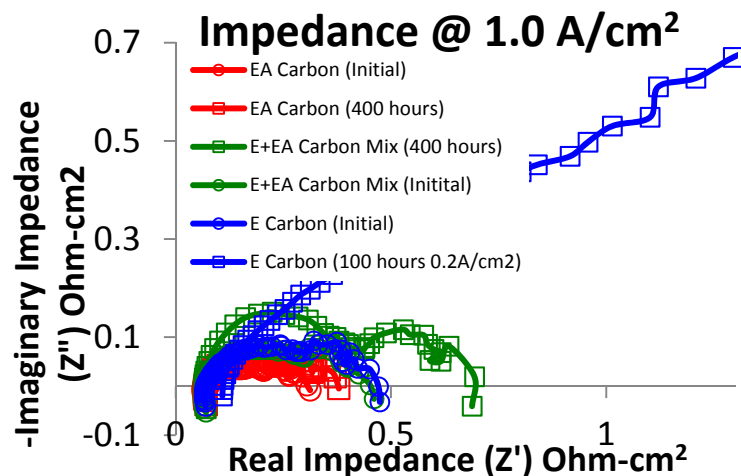 Impedance @ 1.0 A/cm²
0.7
0.5
0.3
0.1
-0.1
-Imaginary Impedance
(Z") Ohm-cm2
EA Carbon (Initial)
EA Carbon (400 hours)
E+EA Carbon Mix (400 hours)
E+EA Carbon Mix (Initital)
E Carbon (Initial)
E Carbon (100 hours 0.2A/cm2)
0
0.5
1
Real Impedance (Z') Ohm-cm²